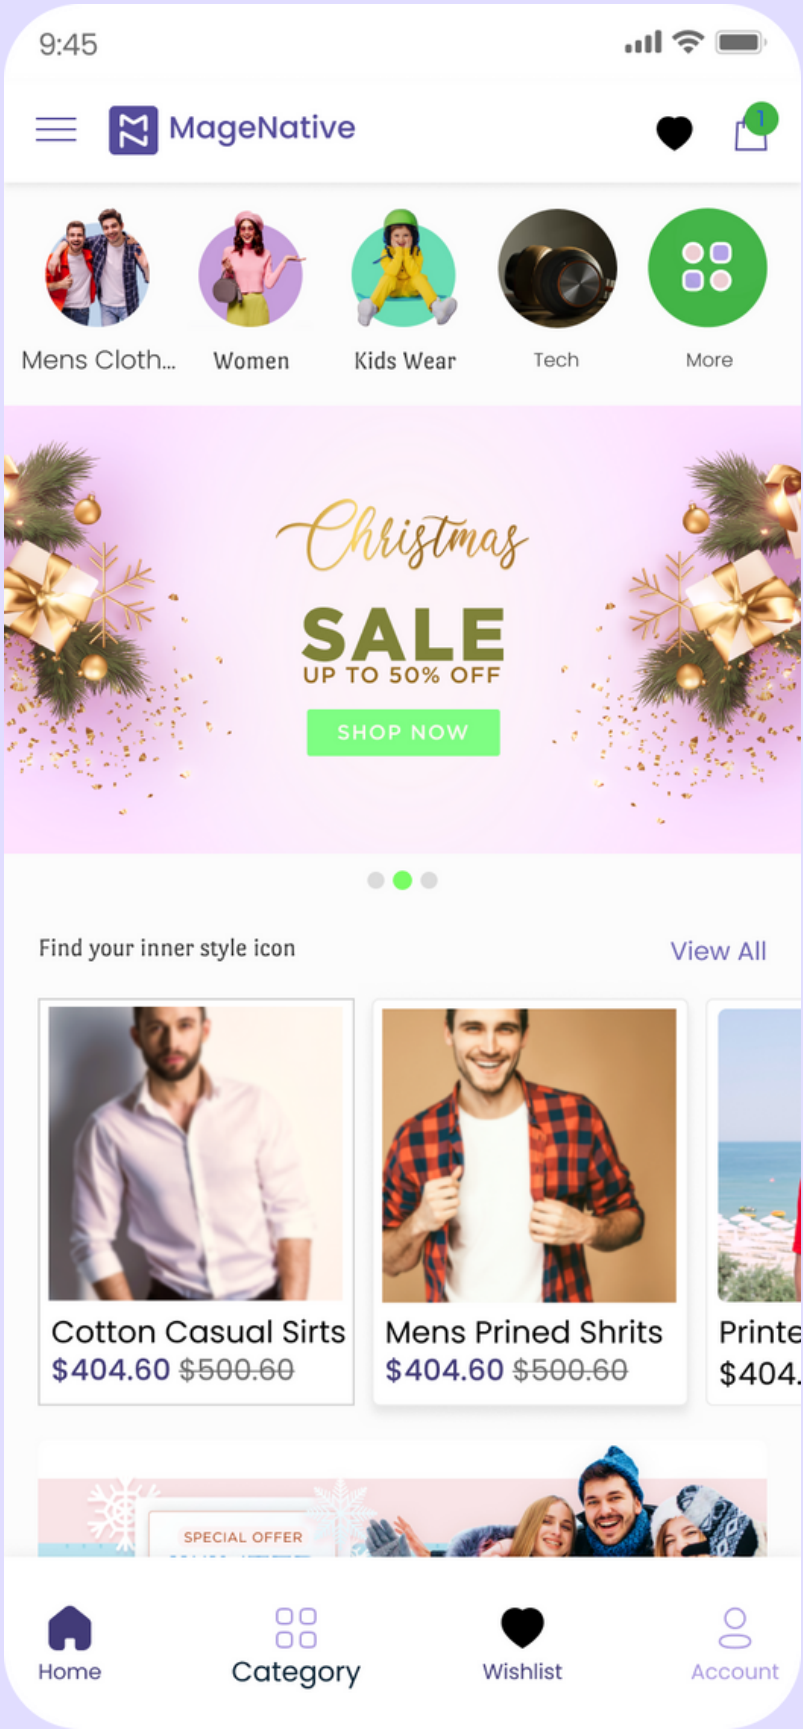 9:45
MageNative
1
Mens Cloth...
Women
Kids Wear
Tech
More
Christmas
SALE
UP TO 50% OFF
SHOP NOW
Find your inner style icon
View All
Cotton Casual Sirts
$404.60 $500.60
Mens Prined Shrits
$404.60 $500.60
Printe
$404.
SPECIAL OFFER
Home
Category
Wishlist
Account